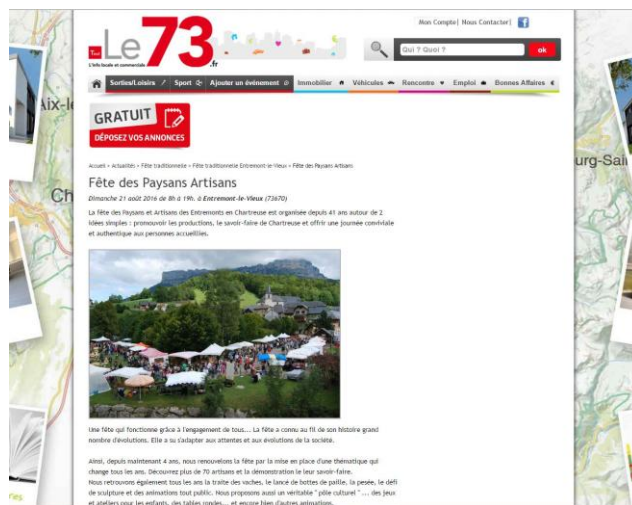 Mon Compte| Nous Contacter|
Tout Le 73 .fr
L'info locale et commerciale
Qui ? Quoi ?
ok
Sorties/Loisirs Sport Ajouter un événement Immobilier Véhicules Rencontre Emploi Bonnes Affaires
Aix-le
urg-Sai
GRATUIT
DÉPOSEZ VOS ANNONCES
Accueil » Actualités » Fête traditionnelle » Fête traditionnelle Entremont-le-Vieux » Fête des Paysans Artisans
Ch
Fête des Paysans Artisans
Dimanche 21 août 2016 de 8h à 19h. à Entremont-le-Vieux (73670)
La fête des Paysans et Artisans des Entremonts en Chartreuse est organisée depuis 41 ans autour de 2
idées simples : promouvoir les productions, le savoir-faire de Chartreuse et offrir une journée conviviale
et authentique aux personnes accueillies.
Une fête qui fonctionne grâce à l'engagement de tous... La fête a connu au fil de son histoire grand
nombre d'évolutions. Elle a su s'adapter aux attentes et aux évolutions de la société.
Ainsi, depuis maintenant 4 ans, nous renouvelons la fête par la mise en place d'une thématique qui
change tous les ans. Découvrez plus de 70 artisans et la démonstration de leur savoir-faire.
Nous retrouvons également tous les ans la traite des vaches, le lancé de bottes de paille, la pesée, le défi
de sculpture et des animations tout public. Nous proposons aussi un véritable " pôle culturel " ... des jeux
et ateliers pour les enfants, des tables rondes... et encore bien d'autres animations.